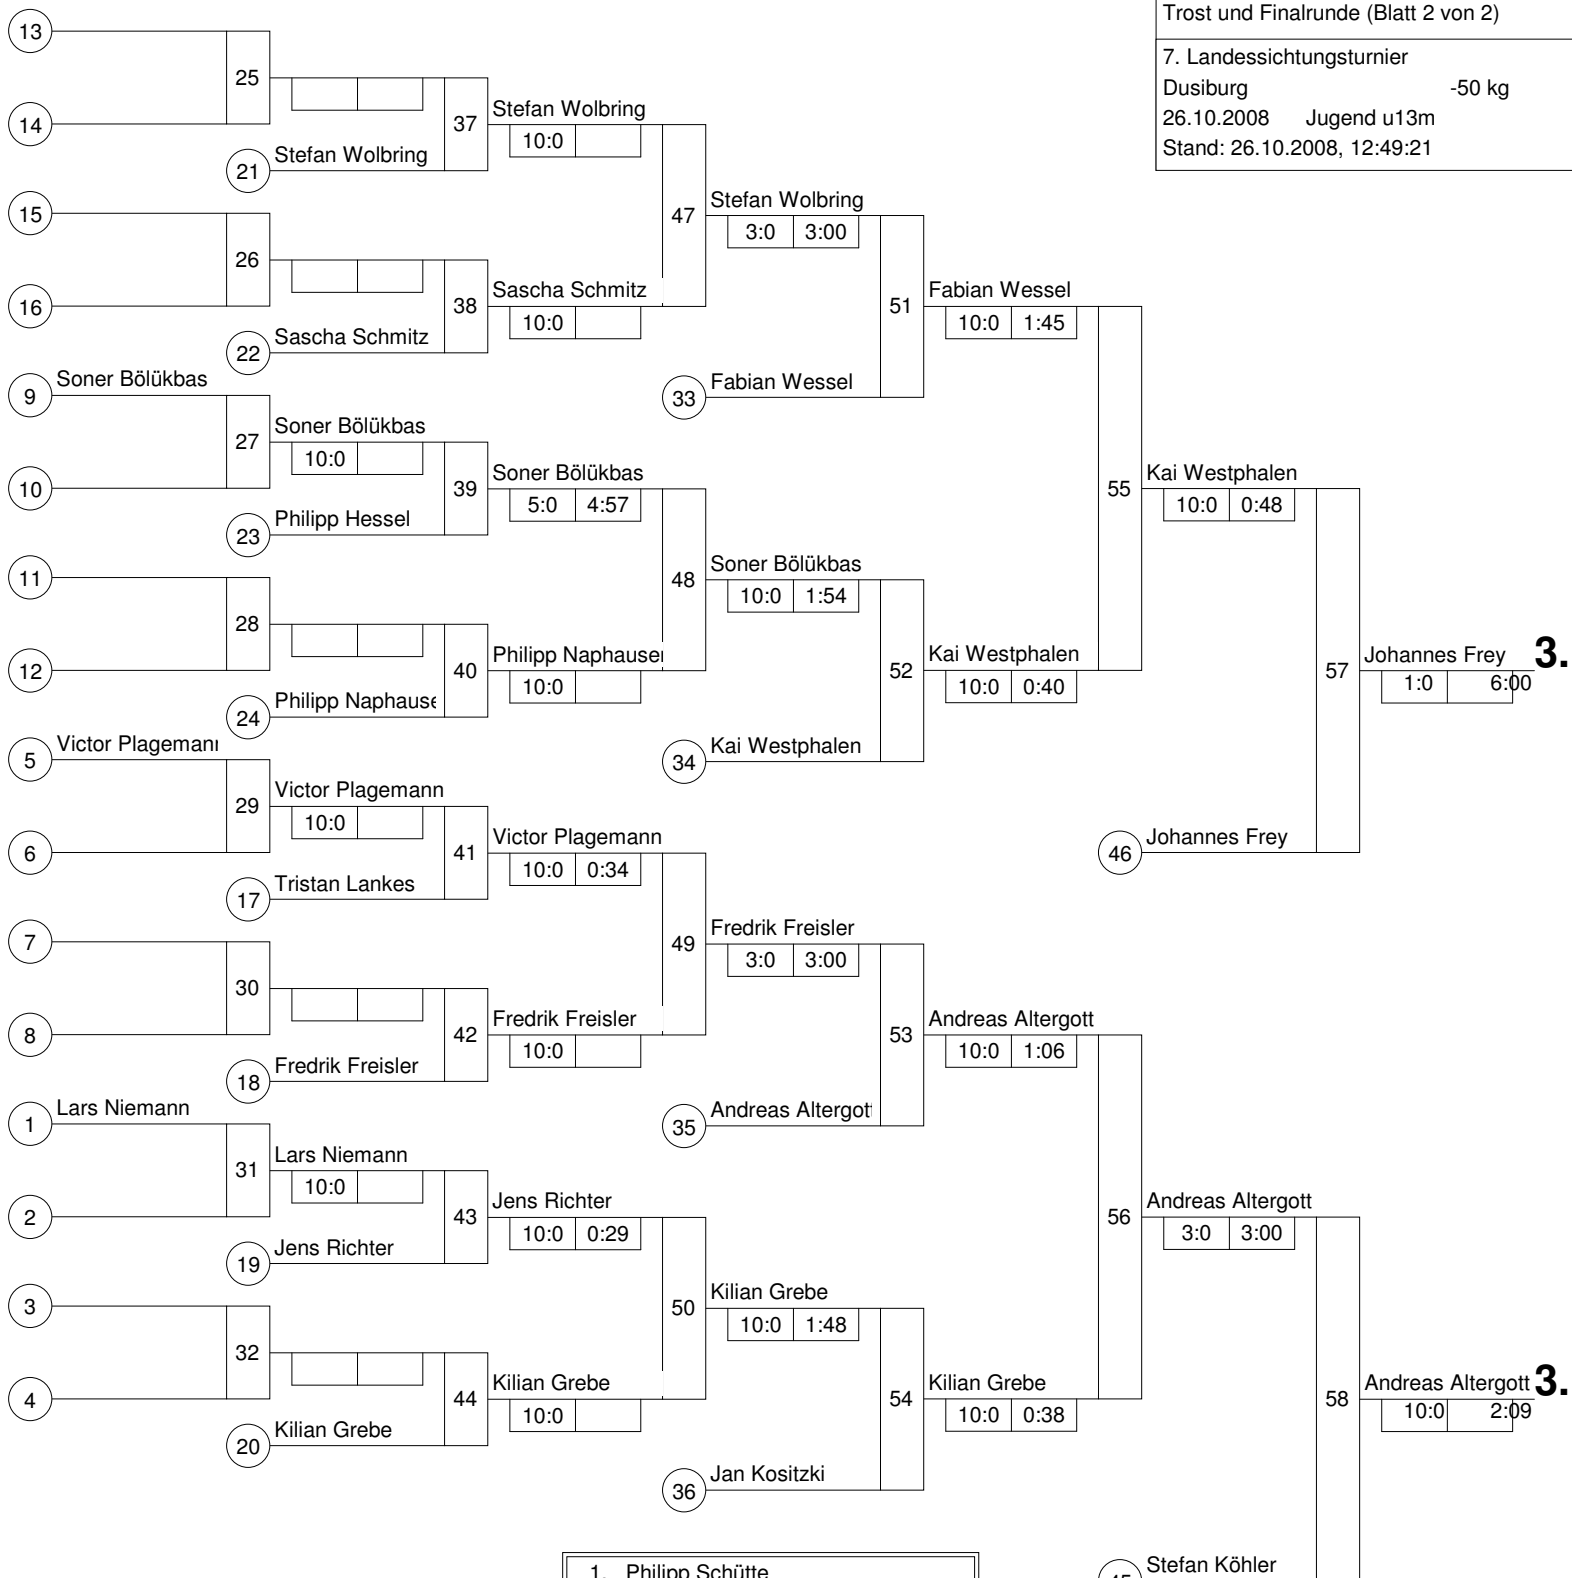 Trost und Finalrunde (Blatt 2 von 2)
7. Landessichtungsturnier
Dusiburg -50 kg
26.10.2008 Jugend u13m
Stand: 26.10.2008, 12:49:21
13
25
14
37
Stefan Wolbring
10:0
21
Stefan Wolbring
47
Stefan Wolbring
3:0 3:00
15
26
16
38
Sascha Schmitz
10:0
22
Sascha Schmitz
51
Fabian Wessel
10:0 1:45
33
Fabian Wessel
9
Soner Bölükbas
27
Soner Bölükbas
10:0
10
39
Soner Bölükbas
5:0 4:57
23
Philipp Hessel
55
Kai Westphalen
10:0 0:48
11
28
12
48
Soner Bölükbas
10:0 1:54
40
Philipp Naphauser
10:0
24
Philipp Naphause
52
Kai Westphalen
10:0 0:40
34
Kai Westphalen
57
Johannes Frey
3.
1:0 6:00
46
Johannes Frey
5
Victor Plagemann
29
Victor Plagemann
10:0
6
41
Victor Plagemann
10:0 0:34
17
Tristan Lankes
49
Fredrik Freisler
3:0 3:00
7
30
8
42
Fredrik Freisler
10:0
18
Fredrik Freisler
53
Andreas Altergott
10:0 1:06
35
Andreas Altergott
1
Lars Niemann
31
Lars Niemann
10:0
2
43
Jens Richter
10:0 0:29
19
Jens Richter
56
Andreas Altergott
3:0 3:00
50
Kilian Grebe
10:0 1:48
3
32
4
44
Kilian Grebe
10:0
20
Kilian Grebe
54
Kilian Grebe
10:0 0:38
36
Jan Kositzki
58
Andreas Altergott
3.
10:0 2:09
45
Stefan Köhler
1. Philipp Schütte